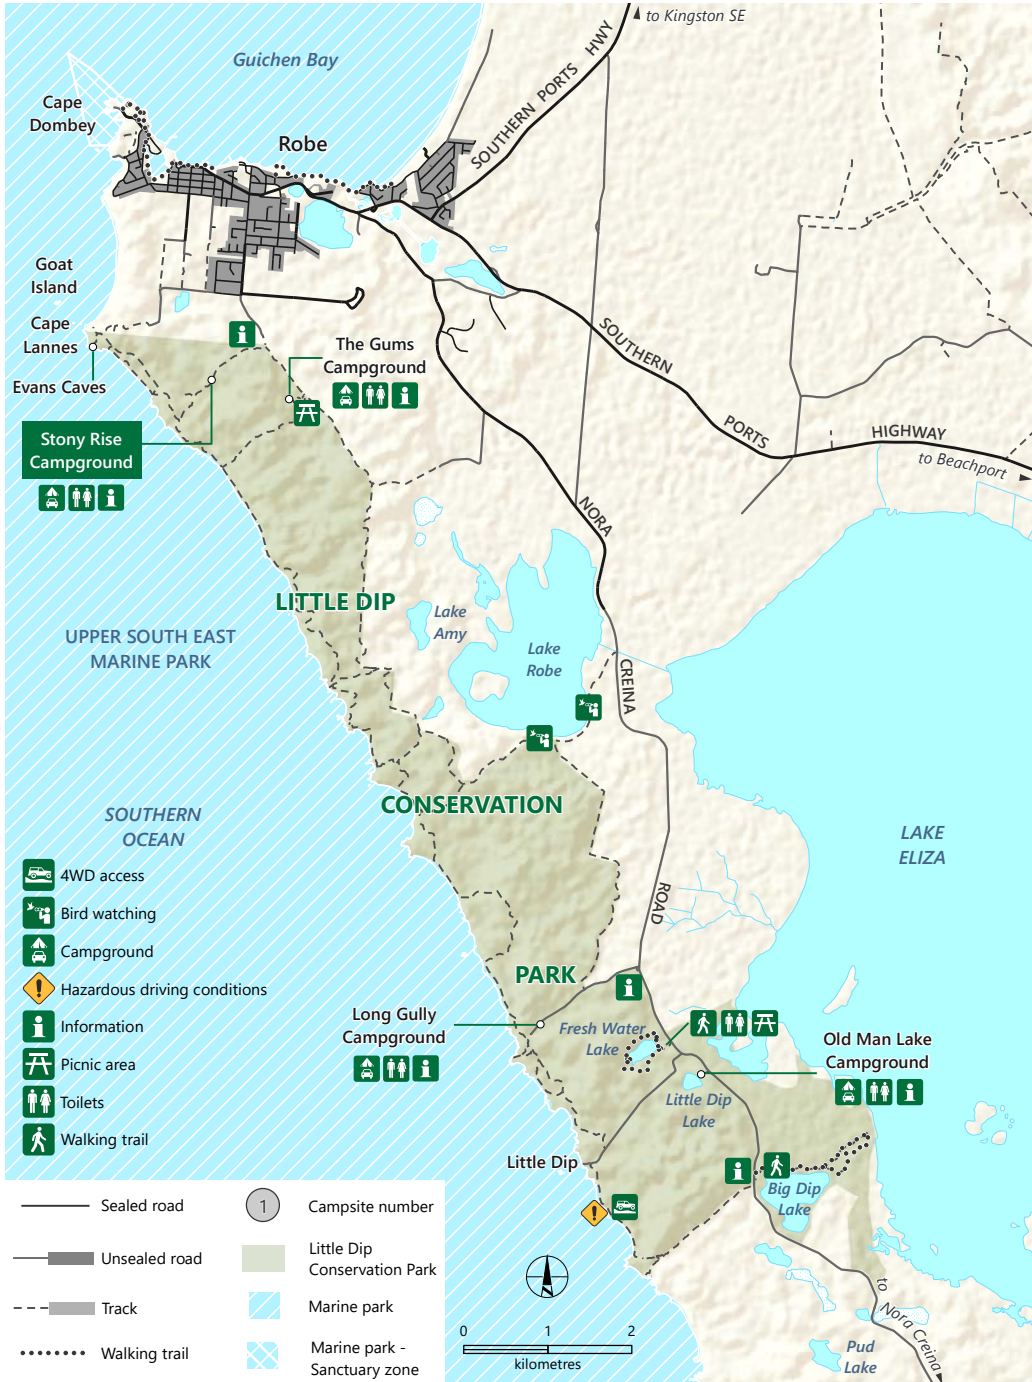 to Kingston SE
Guichen Bay
SOUTHERN PORTS HWY
Cape
Dombey
Robe
Goat
Island
Cape
Lannes
Evans Caves
The Gums
Campground
SOUTHERN
PORTS
HIGHWAY
to Beachport
Stony Rise
Campground
NORA
LITTLE DIP
Lake
Amy
UPPER SOUTH EAST
MARINE PARK
Lake
Robe
CREINA
CONSERVATION
SOUTHERN
OCEAN
LAKE
ELIZA
4WD access
Bird watching
Campground
Hazardous driving conditions
Information
Picnic area
Toilets
Walking trail
ROAD
PARK
Long Gully
Campground
Fresh Water
Lake
Old Man Lake
Campground
Little Dip
Lake
Little Dip
Big Dip
Lake
Sealed road
1
Campsite number
Unsealed road
Little Dip
Conservation Park
Track
Marine park
Walking trail
Marine park -
Sanctuary zone
0 1 2
kilometres
to Nora Creina
Pud
Lake